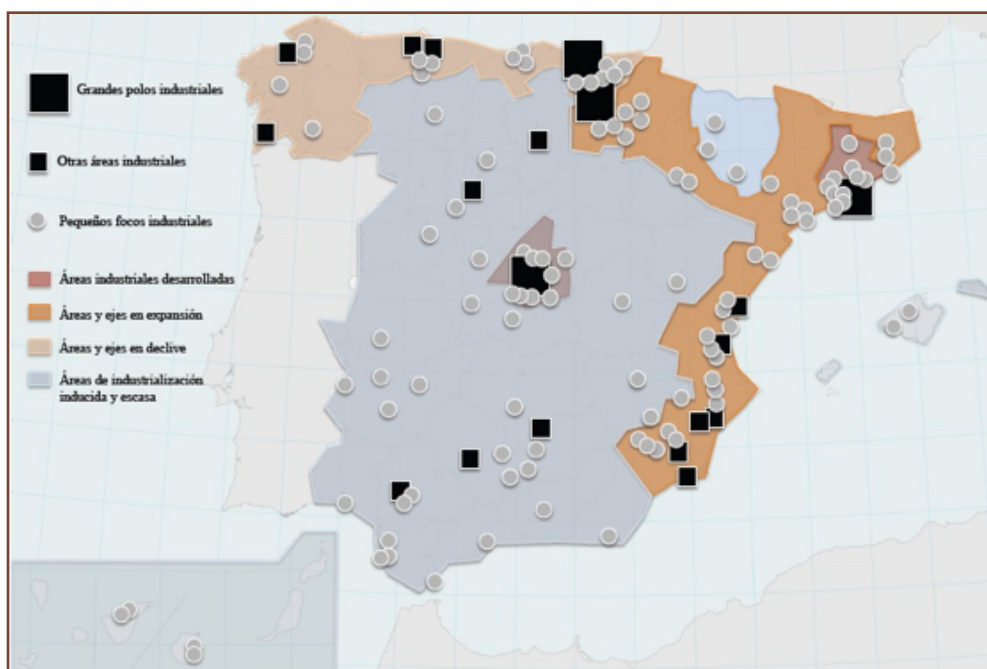 Grandes polos industriales
Otras áreas industriales
Pequeños focos industriales
Áreas industriales desarrolladas
Áreas y ejes en expansión
Áreas y ejes en declive
Áreas de industrialización
inducida y escasa